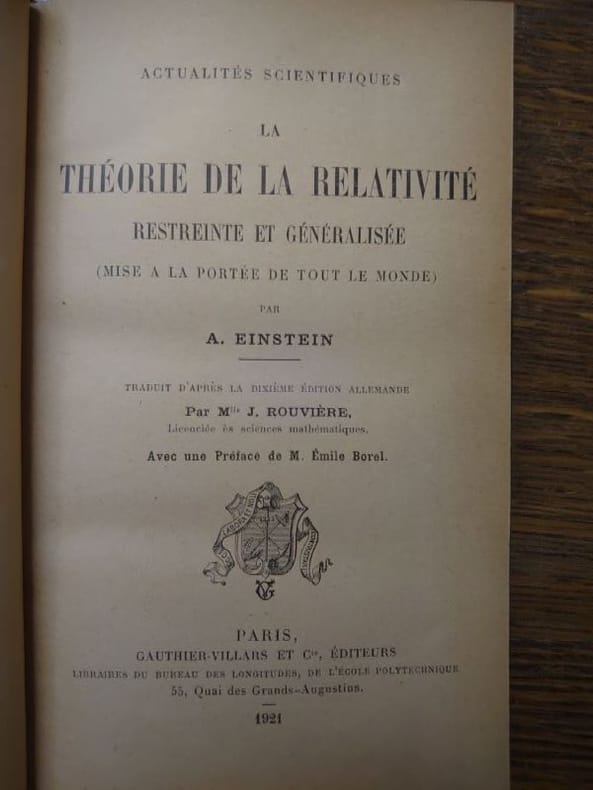 ACTUALITÉS SCIENTIFIQUES
LA
THÉORIE DE LA RELATIVITÉ
RESTREINTE ET GÉNÉRALISÉE
(MISE A LA PORTÉE DE TOUT LE MONDE)
PAR
A. EINSTEIN
TRADUIT D'APRÈS LA DIXIÈME ÉDITION ALLEMANDE
Par Mlle J. ROUVIÈRE,
Licenciée ès sciences mathématiques.
Avec une Préface de M. Émile Borel.
LABORA
PARIS,
GAUTHIER-VILLARS ET Cie, ÉDITEURS
LIBRAIRES DU BUREAU DES LONGITUDES, DE L'ÉCOLE POLYTECHNIQUE
55, Quai des Grands-Augustins.
1921